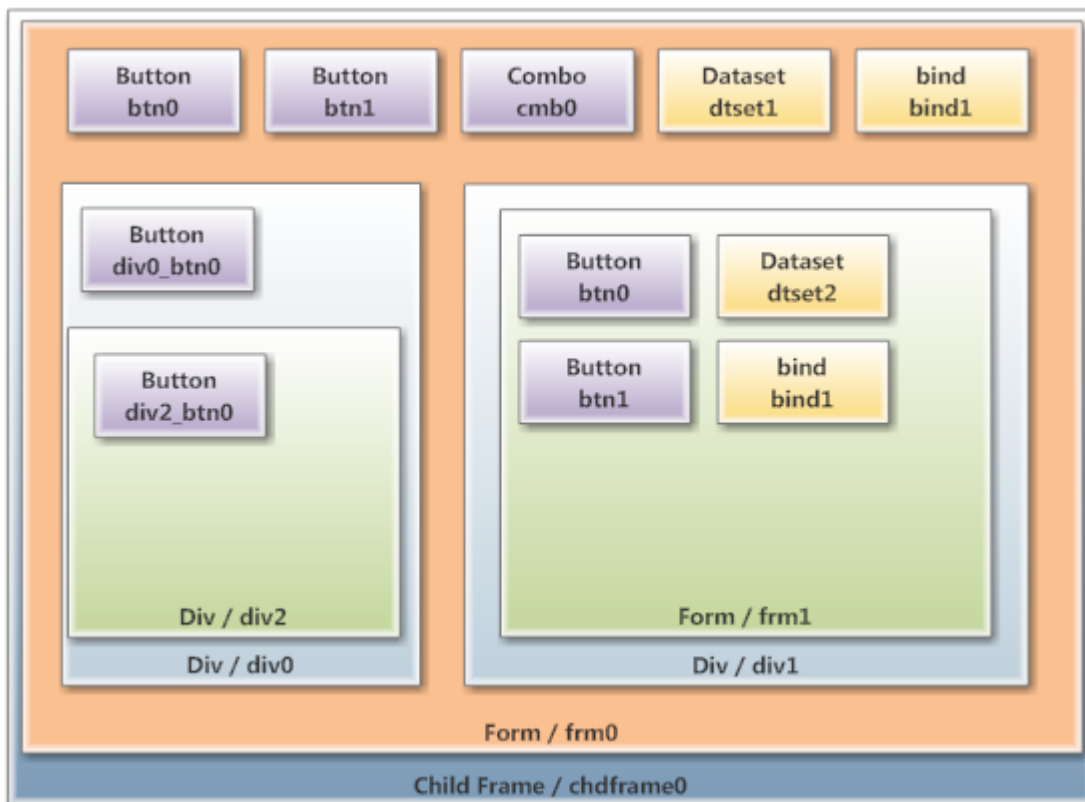 Button
btn0
Button
btn1
Combo
cmb0
Dataset
dtset1
bind
bind1
Button
div0_btn0
Button
div2_btn0
Div / div2
Div / div0
Button
btn0
Dataset
dtset2
Button
btn1
bind
bind1
Form / frm1
Div / div1
Form / frm0
Child Frame / chdframe0